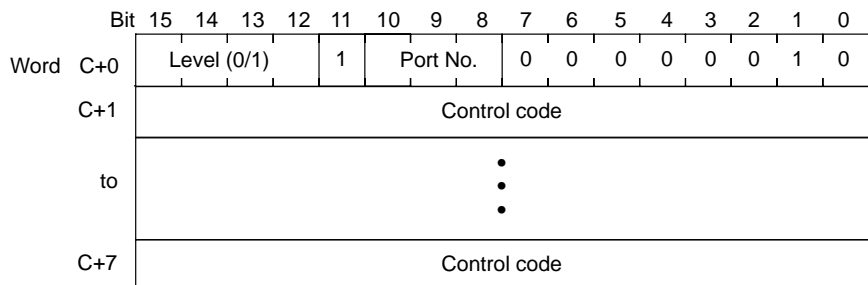 Bit 15 14 13 12 11 10 9 8 7 6 5 4 3 2 1 0
Word C+0 Level (0/1) 1 Port No. 0 0 0 0 0 0 1 0
C+1 Control code
to
C+7 Control code